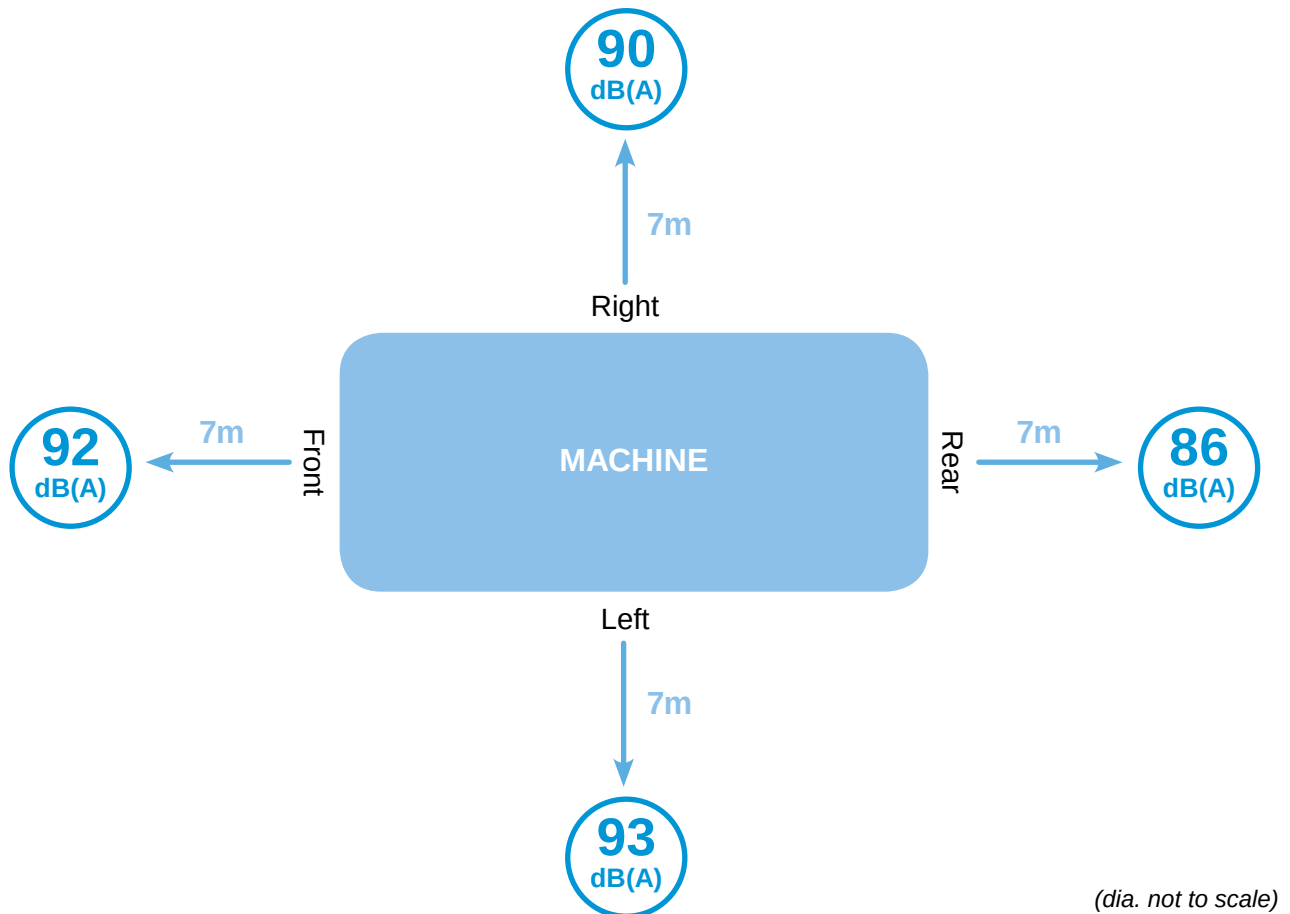 90
dB(A)
7m
Right
92
dB(A)
7m
Front
MACHINE
Rear
7m
86
dB(A)
Left
7m
93
dB(A)
(dia. not to scale)